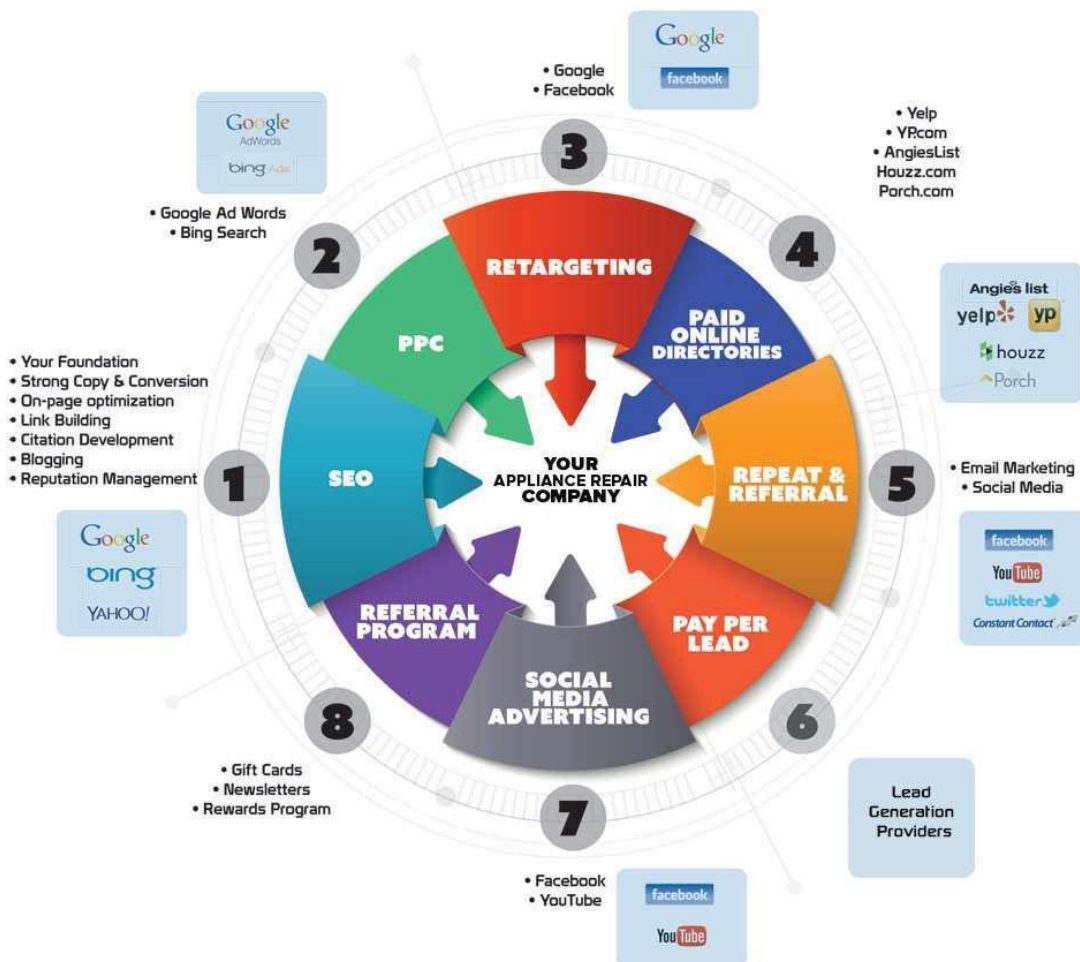 Google
facebook
• Google
• Facebook
3
• Yelp
• YP.com
• AngiesList
Houzz.com
Porch.com
Google
AdWords
bing Ads
• Google Ad Words
• Bing Search
2
4
RETARGETING
PPC
PAID
ONLINE
DIRECTORIES
Angie's list
yelp
yp
houzz
Porch
• Your Foundation
• Strong Copy & Conversion
• On-page optimization
• Link Building
• Citation Development
• Blogging
• Reputation Management
1
SEO
YOUR
APPLIANCE REPAIR
COMPANY
REPEAT &
REFERRAL
5
• Email Marketing
• Social Media
Google
bing
YAHOO!
facebook
YouTube
twitter
Constant Contact
REFERRAL
PROGRAM
PAY PER
LEAD
SOCIAL
MEDIA
ADVERTISING
8
6
• Gift Cards
• Newsletters
• Rewards Program
7
Lead
Generation
Providers
• Facebook
• YouTube
facebook
YouTube